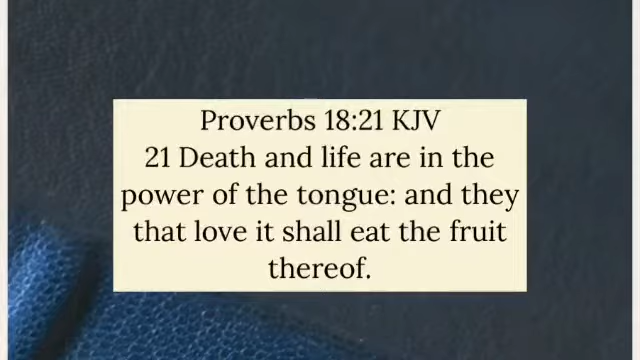 Proverbs 18:21 KJV
21 Death and life are in the
power of the tongue: and they
that love it shall eat the fruit
thereof.